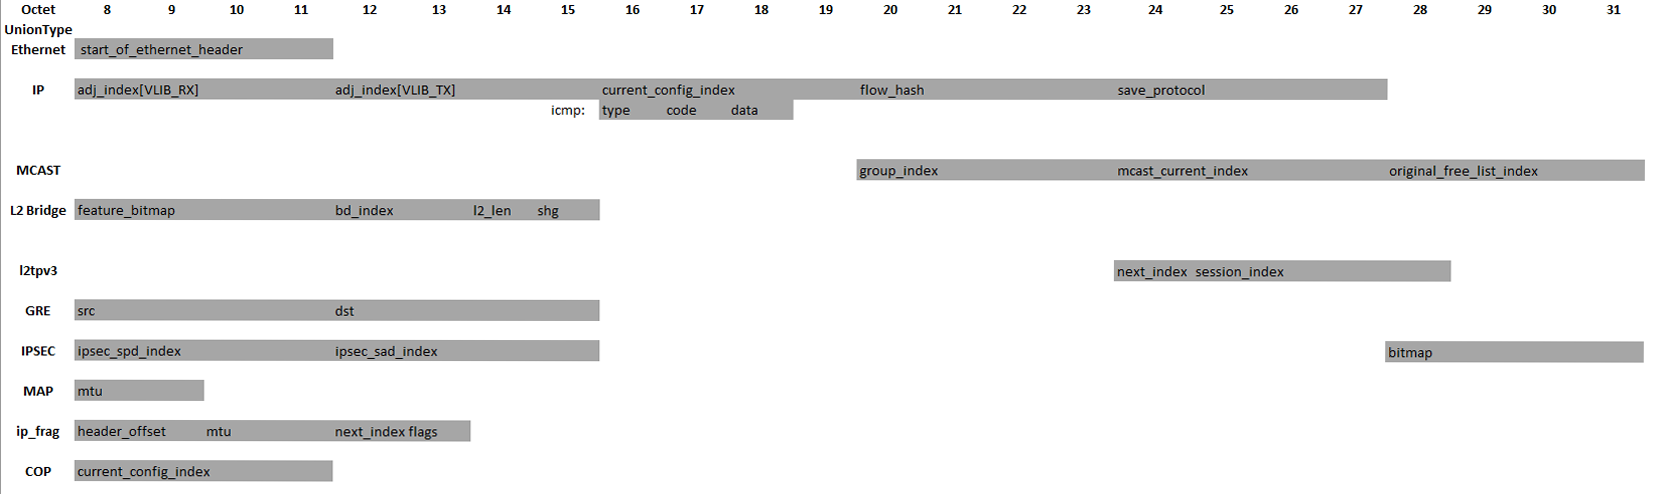 Octet 8 9 10 11 12 13 14 15 16 17 18 19 20 21 22 23 24 25 26 27 28 29 30 31
UnionType
Ethernet start_of_ethernet_header
IP adj_index[VLIB_RX] adj_index[VLIB_TX] current_config_index flow_hash save_protocol
icmp: type code data
MCAST group_index mcast_current_index original_free_list_index
L2 Bridge feature_bitmap bd_index l2_len shg
l2tpv3 next_index session_index
GRE src dst
IPSEC ipsec_spd_index ipsec_sad_index bitmap
MAP mtu
ip_frag header_offset mtu next_index flags
COP current_config_index